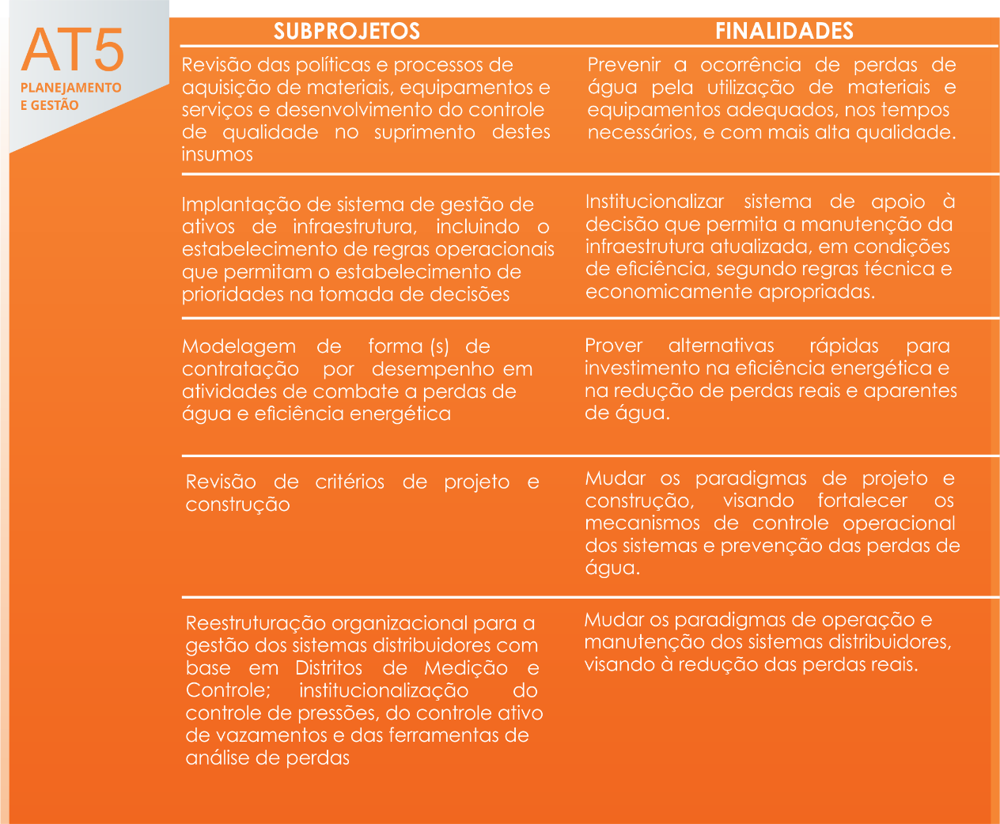 AT5
PLANEJAMENTO
E GESTÃO
SUBPROJETOS
FINALIDADES
Revisão das políticas e processos de
aquisição de materiais, equipamentos e
serviços e desenvolvimento do controle
de qualidade no suprimento destes
insumos
Prevenir a ocorrência de perdas de
água pela utilização de materiais e
equipamentos adequados, nos tempos
necessários, e com mais alta qualidade.
Implantação de sistema de gestão de
ativos de infraestrutura, incluindo o
estabelecimento de regras operacionais
que permitam o estabelecimento de
prioridades na tomada de decisões
Institucionalizar sistema de apoio à
decisão que permita a manutenção da
infraestrutura atualizada, em condições
de eficiência, segundo regras técnica e
economicamente apropriadas.
Modelagem de forma (s) de
contratação por desempenho em
atividades de combate a perdas de
água e eficiência energética
Prover alternativas rápidas para
investimento na eficiência energética e
na redução de perdas reais e aparentes
de água.
Revisão de critérios de projeto e
construção
Mudar os paradigmas de projeto e
construção, visando fortalecer os
mecanismos de controle operacional
dos sistemas e prevenção das perdas de
água.
Reestruturação organizacional para a
gestão dos sistemas distribuidores com
base em Distritos de Medição e
Controle; institucionalização do
controle de pressões, do controle ativo
de vazamentos e das ferramentas de
análise de perdas
Mudar os paradigmas de operação e
manutenção dos sistemas distribuidores,
visando à redução das perdas reais.